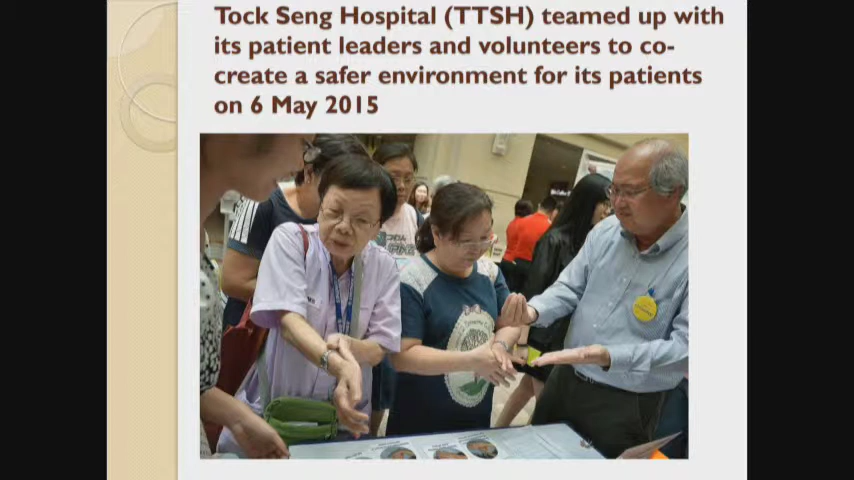 Tock Seng Hospital (TTSH) teamed up with
its patient leaders and volunteers to co-
create a safer environment for its patients
on 6 May 2015